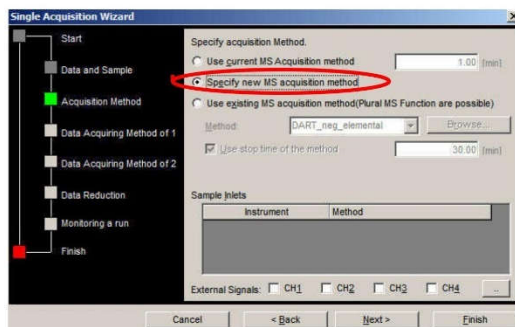 Single Acquisition Wizard
Start
Data and Sample
Acquisition Method
Data Acquiring Method of 1
Data Acquiring Method of 2
Data Reduction
Monitoring a run
Finish
Specify acquisition Method.
Use current MS Acquisition method 1.00 [min]
Specify new MS acquisition method
Use existing MS acquisition method(Plural MS Function are possible)
Method: DART_neg_elemental Browse...
Use stop time of the method 30.00 [min]
Sample Inlets
Instrument Method
External Signals: CH1 CH2 CH3 CH4 ..
Cancel < Back Next > Finish